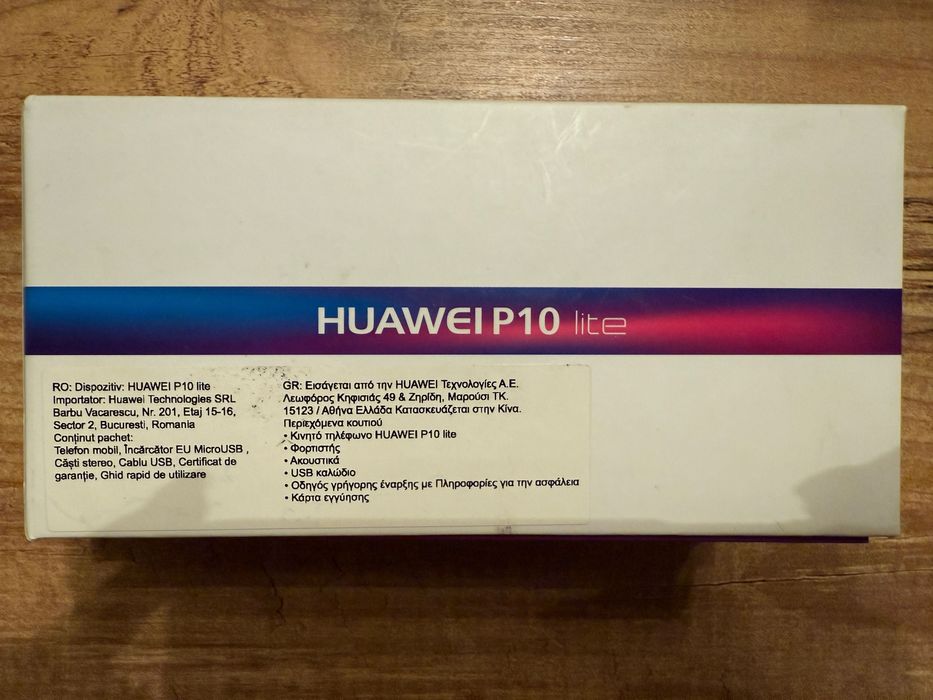 HUAWEI P10 lite
RO: Dispozitiv: HUAWEI P10 lite
Importator: Huawei Technologies SRL
Barbu Vacarescu, Nr. 201, Etaj 15-16,
Sector 2, Bucuresti, Romania
Conținut pachet:
Telefon mobil, Încărcător EU MicroUSB ,
Căști stereo, Cablu USB, Certificat de
garanție, Ghid rapid de utilizare
GR: Εισάγεται από την HUAWEI Τεχνολογίες Α.Ε.
Λεωφόρος Κηφισιάς 49 & Ζηρίδη, Μαρούσι ΤΚ.
15123 / Αθήνα Ελλάδα Κατασκευάζεται στην Κίνα.
Περιεχόμενα κουτιού
• Κινητό τηλέφωνο HUAWEI P10 lite
• Φορτιστής
• Ακουστικά
• USB καλώδιο
• Οδηγός γρήγορης έναρξης με Πληροφορίες για την ασφάλεια
• Κάρτα εγγύησης